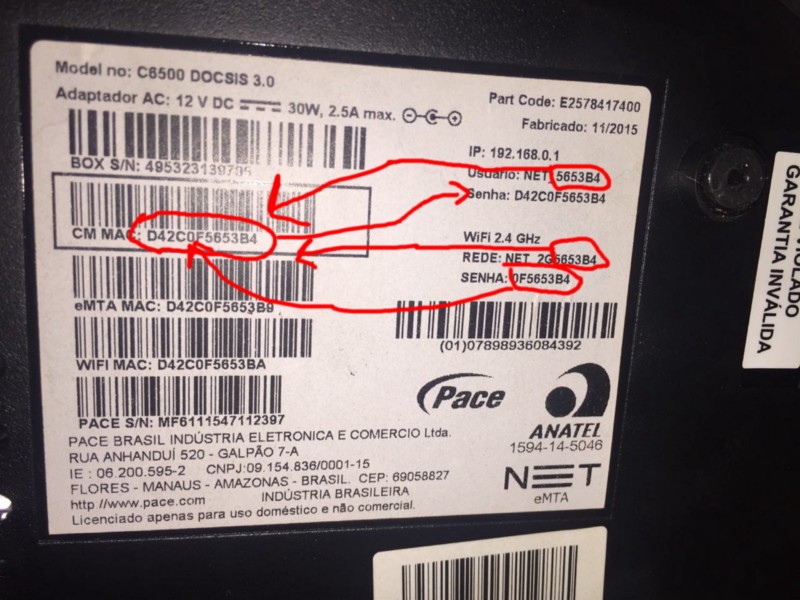 Model no: C6500 DOCSIS 3.0
Adaptador AC: 12 V DC 30W, 2.5A max.
Part Code: E2578417400
Fabricado: 11/2015
BOX S/N:
CM MAC: D42C0F5653B4
eMTA MAC: D42C0F5653B9
WIFI MAC: D42C0F5653BA
PACE S/N: MF6111547112397
IP: 192.168.0.1
Usuario: NET_5653B4
Senha: D42C0F5653B4
WiFi 2.4 GHz
REDE: NET_2G5653B4
SENHA: 0F5653B4
(01)07898936084392
Pace
ANATEL
1594-14-5046
NET
eMTA
PACE BRASIL INDÚSTRIA ELETRONICA E COMERCIO Ltda.
RUA ANHANDUÍ 520 - GALPÃO 7-A
IE : 06.200.595-2 CNPJ:09.154.836/0001-15
FLORES - MANAUS - AMAZONAS - BRASIL. CEP: 69058827
http //www.pace.com INDÚSTRIA BRASILEIRA
Licenciado apenas para uso doméstico e não comercial.
VIOLADO
GARANTIA INVÁLIDA